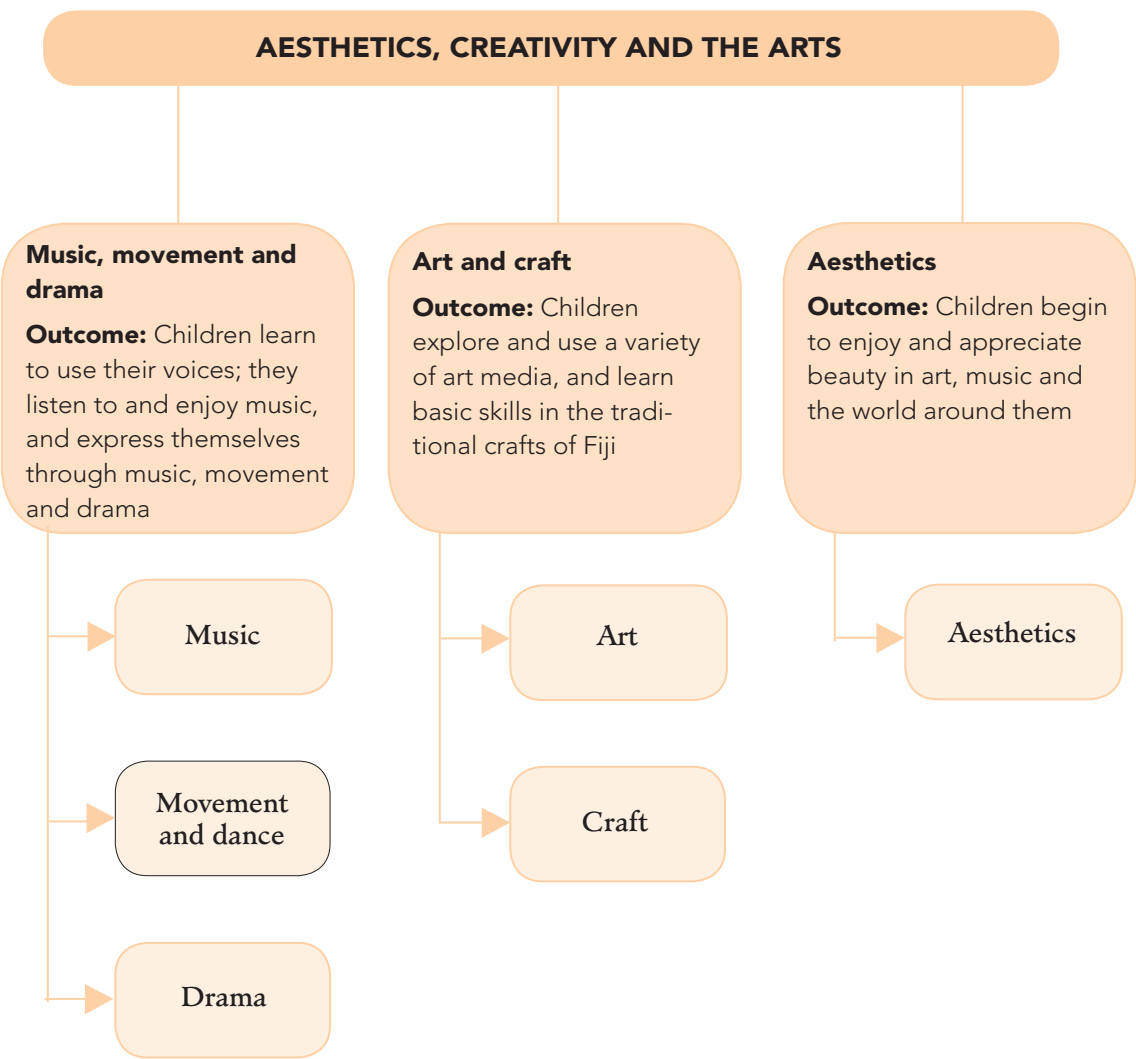 AESTHETICS, CREATIVITY AND THE ARTS
Music, movement and
drama
Outcome: Children learn
to use their voices; they
listen to and enjoy music,
and express themselves
through music, movement
and drama
Music
Movement
and dance
Drama
Art and craft
Outcome: Children
explore and use a variety
of art media, and learn
basic skills in the tradi-
tional crafts of Fiji
Art
Craft
Aesthetics
Outcome: Children begin
to enjoy and appreciate
beauty in art, music and
the world around them
Aesthetics